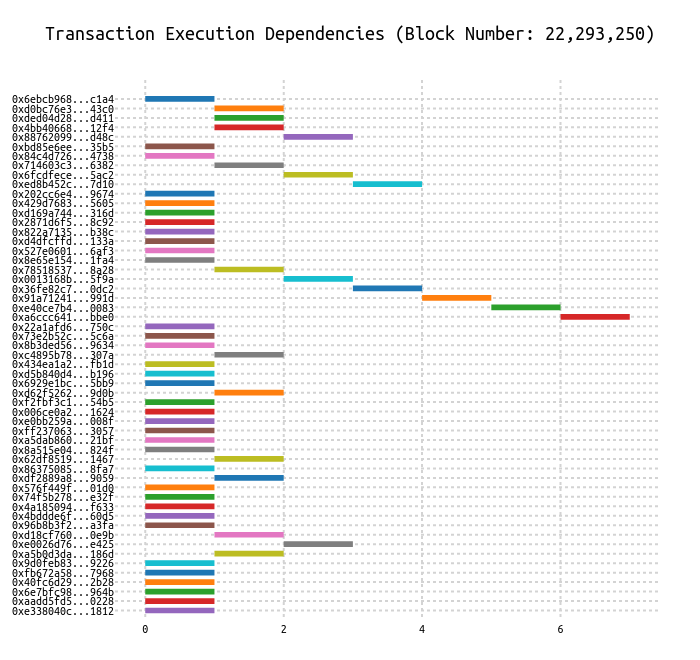 Transaction Execution Dependencies (Block Number: 22,293,250)
0x6ebcb968...c1a4
0xd0bc76e3...43c0
0xded04d28...d411
0x4bb40668...12f4
0x88762099...d48c
0xbd85e6ee...35b5
0x84c4d726...4738
0x714603c3...6382
0x6fcdfece...5ac2
0xed8b452c...7d10
0x202cc6e4...9674
0x429d7683...5605
0xd169a744...316d
0x2871d6f5...8c92
0x822a7135...b38c
0xd4dfcffd...133a
0x527e0601...6af3
0x8e65e154...1fa4
0x78518537...8a28
0x0013168b...5f9a
0x36fe82c7...0dc2
0x91a71241...991d
0xe40ce7b4...0083
0xa6ccc641...bbe0
0x22a1afd6...750c
0x73e2b52c...5c6a
0x8b3ded56...9634
0xc4895b78...307a
0x434ea1a2...fb1d
0xd5b840d4...b196
0x6929e1bc...5bb9
0xd62f5262...9d0b
0xf2fbf3c1...54b5
0x006ce0a2...1624
0xe0bb259a...008f
0xff237063...3057
0xa5dab860...21bf
0x8a515e04...824f
0x62df8519...1467
0x86375085...8fa7
0xdf2889a8...9059
0x576f449f...01d0
0x74f5b278...e32f
0x4a185094...f633
0x4bddde6f...60d5
0x96b8b3f2...a3fa
0xd18cf760...0e9b
0xe0026d76...e425
0xa5b0d3da...186d
0x9d0feb83...9226
0xfb672a58...7968
0x40fc6d29...2b28
0x6e7bfc98...964b
0xaadd5fd5...0228
0xe338040c...1812
0 2 4 6